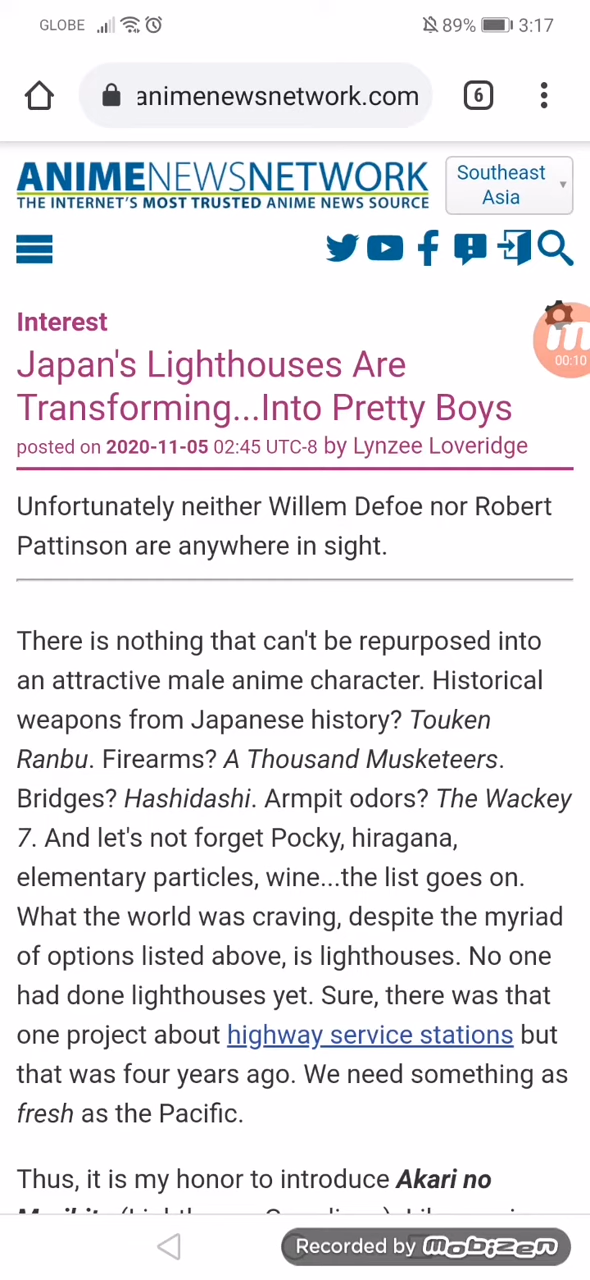 GLOBE 89% 3:17
animenewsnetwork.com 6
ANIMENEWSNETWORK
THE INTERNET'S MOST TRUSTED ANIME NEWS SOURCE
Southeast
Asia
Interest
Japan's Lighthouses Are
Transforming...Into Pretty Boys
posted on 2020-11-05 02:45 UTC-8 by Lynzee Loveridge
m
00:10
Unfortunately neither Willem Defoe nor Robert
Pattinson are anywhere in sight.
There is nothing that can't be repurposed into
an attractive male anime character. Historical
weapons from Japanese history? Touken
Ranbu. Firearms? A Thousand Musketeers.
Bridges? Hashidashi. Armpit odors? The Wackey
7. And let's not forget Pocky, hiragana,
elementary particles, wine...the list goes on.
What the world was craving, despite the myriad
of options listed above, is lighthouses. No one
had done lighthouses yet. Sure, there was that
one project about highway service stations but
that was four years ago. We need something as
fresh as the Pacific.
Thus, it is my honor to introduce Akari no
Recorded by mobizen